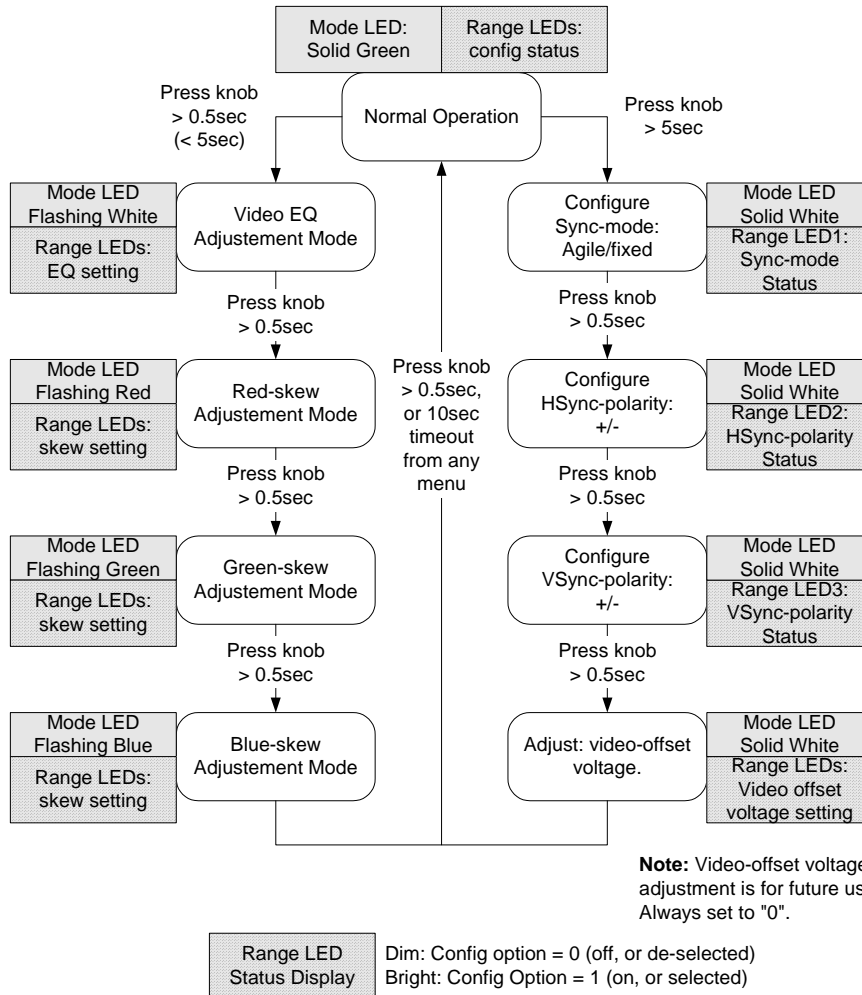 Mode LED:
Solid Green
Range LEDs:
config status
Press knob
> 0.5sec
(< 5sec)
Normal Operation
Press knob
> 5sec
Mode LED
Flashing White
Range LEDs:
EQ setting
Video EQ
Adjustement Mode
Configure
Sync-mode:
Agile/fixed
Mode LED
Solid White
Range LED1:
Sync-mode
Status
Press knob
> 0.5sec
Press knob
> 0.5sec
Mode LED
Flashing Red
Range LEDs:
skew setting
Red-skew
Adjustement Mode
Press knob
> 0.5sec,
or 10sec
timeout
from any
menu
Configure
HSync-polarity:
+/-
Mode LED
Solid White
Range LED2:
HSync-polarity
Status
Press knob
> 0.5sec
Press knob
> 0.5sec
Mode LED
Flashing Green
Range LEDs:
skew setting
Green-skew
Adjustement Mode
Configure
VSync-polarity:
+/-
Mode LED
Solid White
Range LED3:
VSync-polarity
Status
Press knob
> 0.5sec
Press knob
> 0.5sec
Mode LED
Flashing Blue
Range LEDs:
skew setting
Blue-skew
Adjustement Mode
Adjust: video-offset
voltage.
Mode LED
Solid White
Range LEDs:
Video offset
voltage setting
Note: Video-offset voltage
adjustment is for future us
Always set to "0".
Range LED
Status Display
Dim: Config option = 0 (off, or de-selected)
Bright: Config Option = 1 (on, or selected)